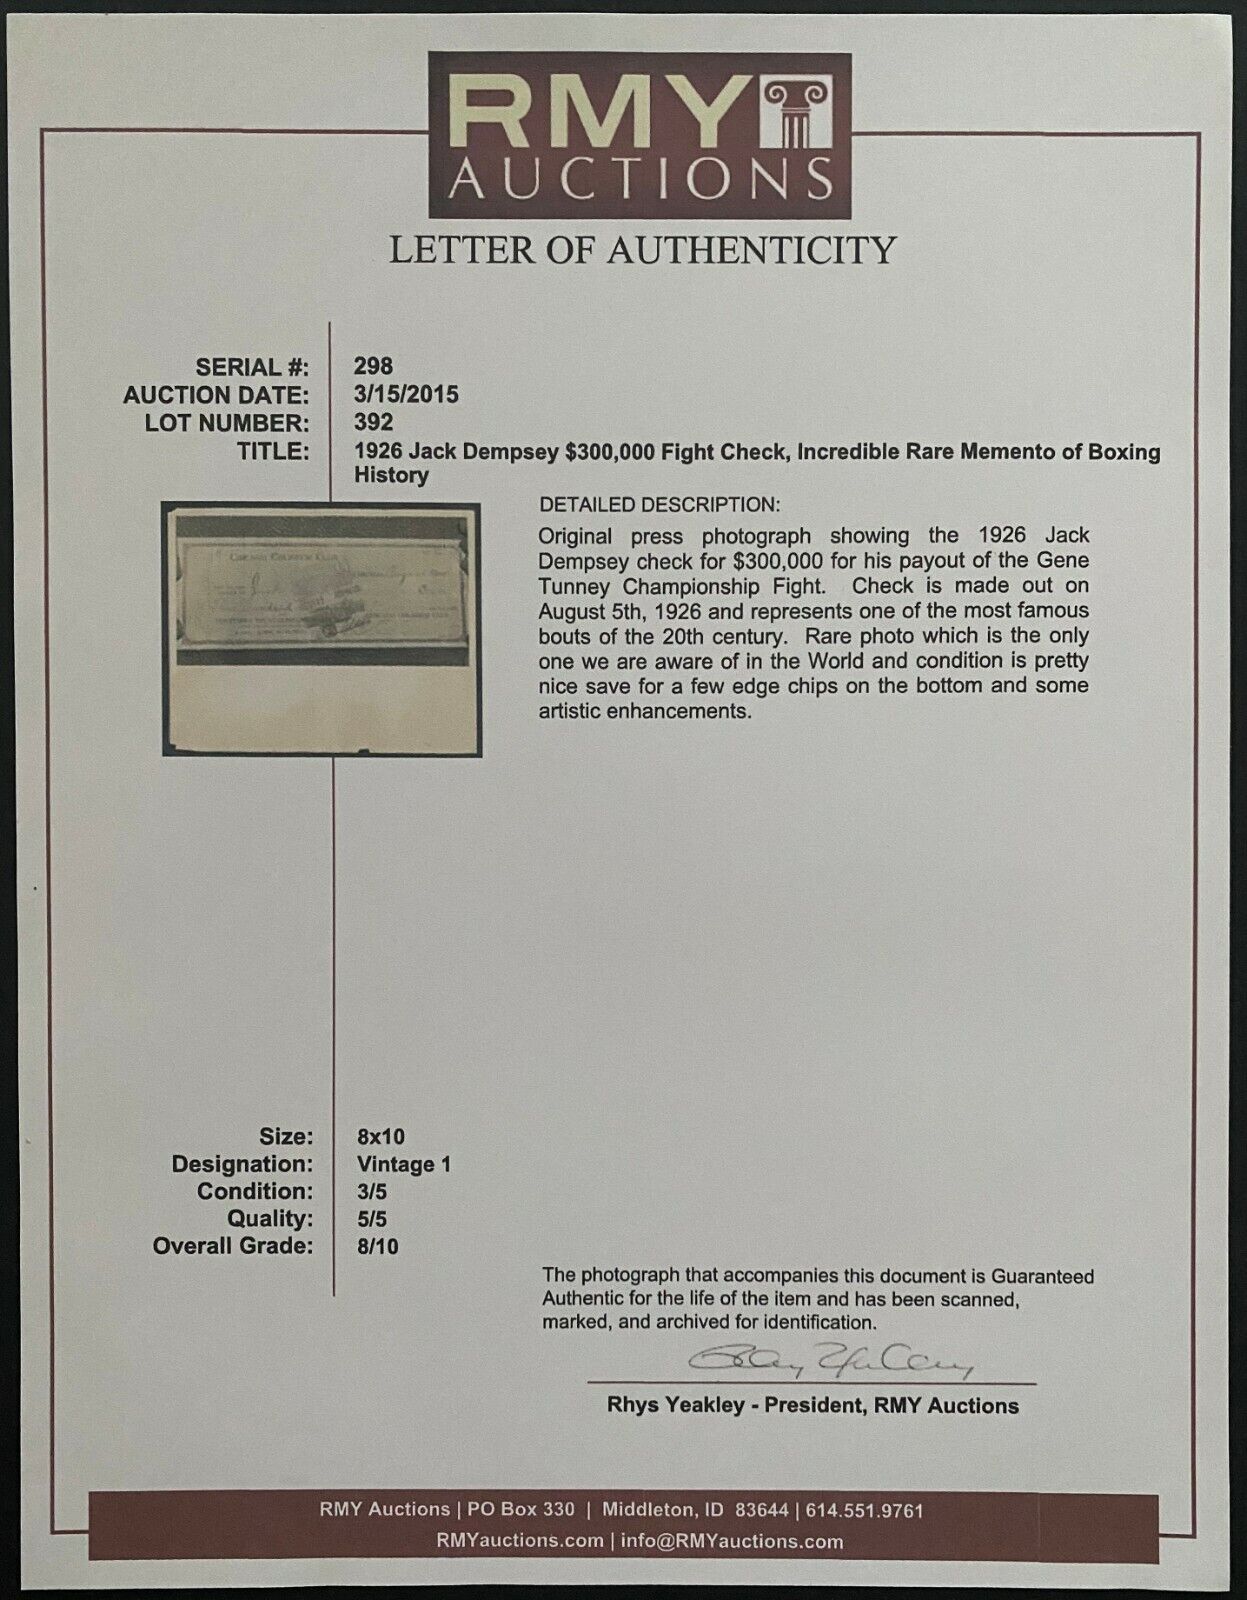 RMY
AUCTIONS
LETTER OF AUTHENTICITY
SERIAL #: 298
AUCTION DATE: 3/15/2015
LOT NUMBER: 392
TITLE: 1926 Jack Dempsey $300,000 Fight Check, Incredible Rare Memento of Boxing
History
DETAILED DESCRIPTION:
Original press photograph showing the 1926 Jack
Dempsey check for $300,000 for his payout of the Gene
Tunney Championship Fight. Check is made out on
August 5th, 1926 and represents one of the most famous
bouts of the 20th century. Rare photo which is the only
one we are aware of in the World and condition is pretty
nice save for a few edge chips on the bottom and some
artistic enhancements.
Size: 8x10
Designation: Vintage 1
Condition: 3/5
Quality: 5/5
Overall Grade: 8/10
The photograph that accompanies this document is Guaranteed
Authentic for the life of the item and has been scanned,
marked, and archived for identification.
Rhys Yeakley - President, RMY Auctions
RMY Auctions | PO Box 330 | Middleton, ID 83644 | 614.551.9761
RMYauctions.com | info@RMYauctions.com